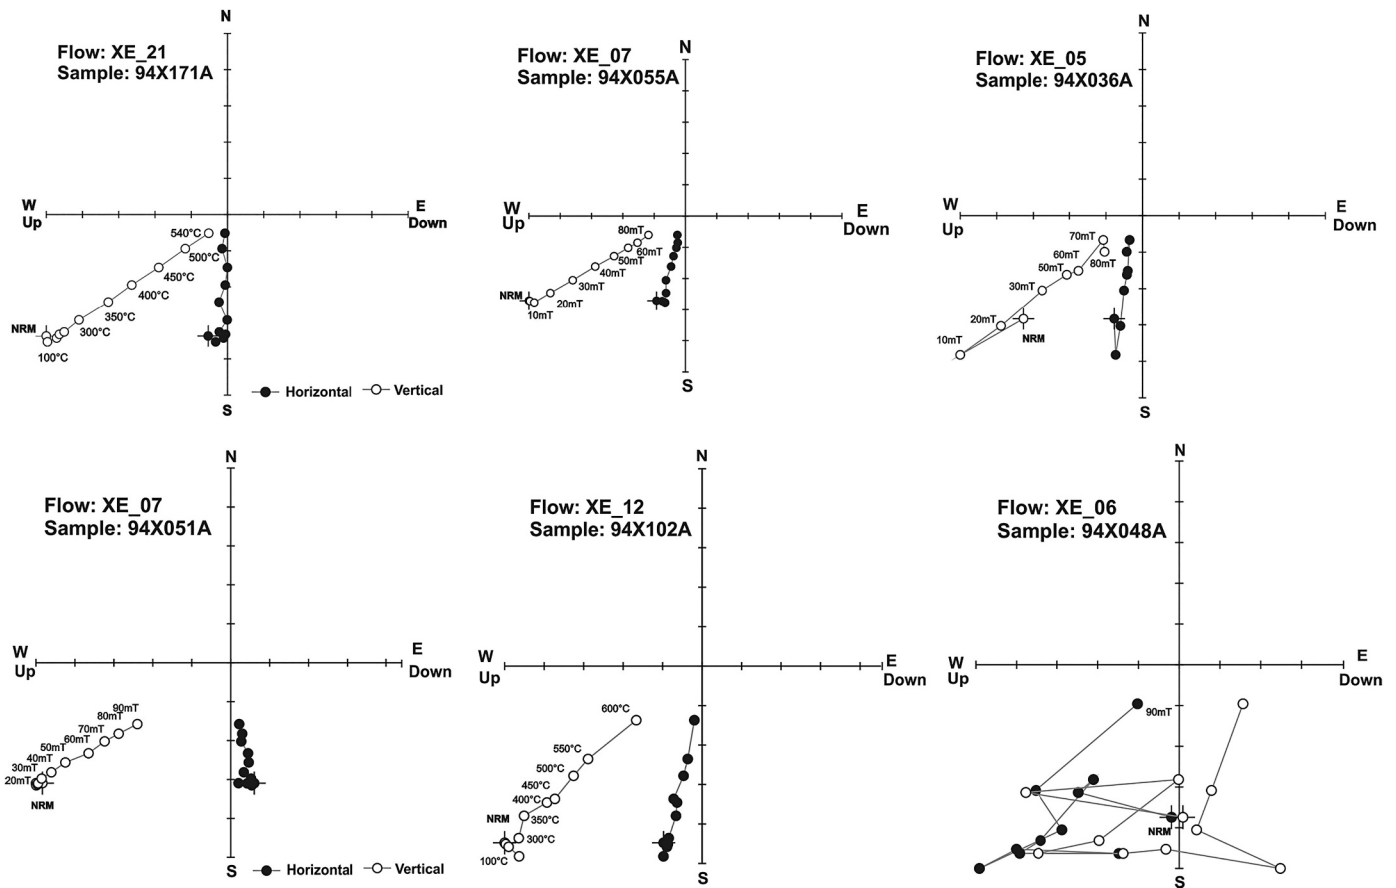 N
Flow: XE_21
Sample: 94X171A
W
Up
E
Down
540°C
500°C
450°C
400°C
350°C
300°C
NRM
100°C
S
Horizontal
Vertical
N
Flow: XE_07
Sample: 94X055A
W
Up
E
Down
80mT
60mT
50mT
40mT
30mT
20mT
NRM
10mT
S
N
Flow: XE_05
Sample: 94X036A
W
Up
E
Down
70mT
80mT
60mT
50mT
30mT
20mT
NRM
10mT
S
N
Flow: XE_07
Sample: 94X051A
W
Up
E
Down
90mT
80mT
70mT
60mT
50mT
40mT
30mT
20mT
NRM
S
Horizontal
Vertical
N
Flow: XE_12
Sample: 94X102A
W
Up
E
Down
600°C
550°C
500°C
450°C
400°C
350°C
NRM
300°C
100°C
S
N
Flow: XE_06
Sample: 94X048A
W
Up
E
Down
90mT
NRM
S